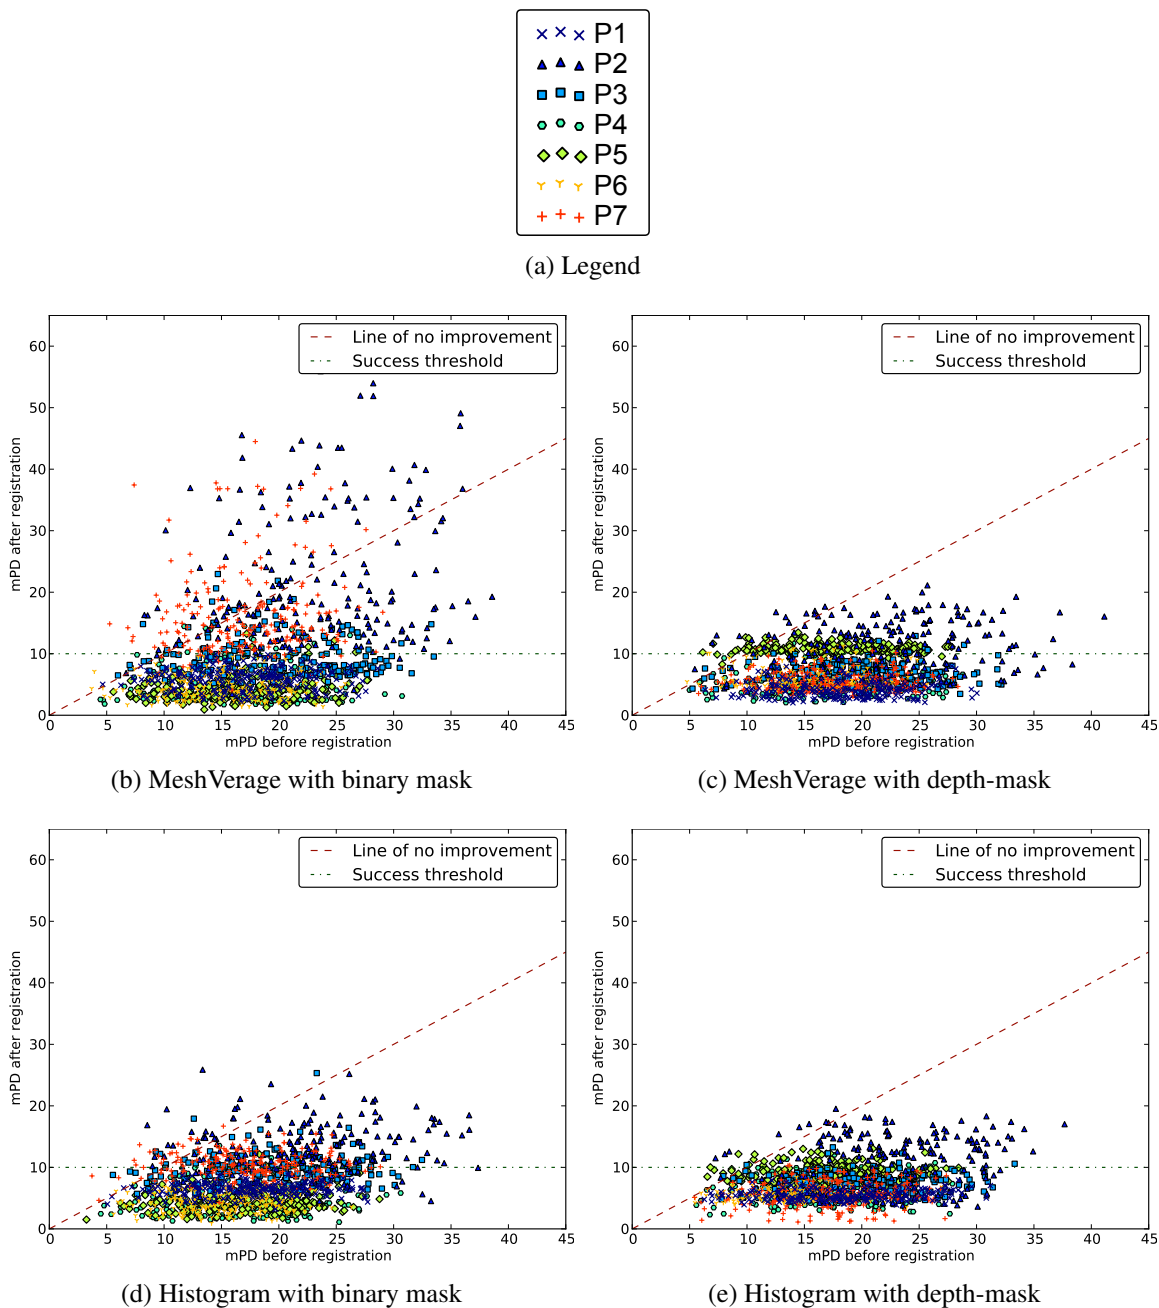 P1
P2
P3
P4
P5
P6
P7
(a) Legend
Line of no improvement
Success threshold
60
50
40
30
20
10
0
mPD after registration
0 5 10 15 20 25 30 35 40 45
mPD before registration
(b) MeshVerage with binary mask
Line of no improvement
Success threshold
60
50
40
30
20
10
0
mPD after registration
0 5 10 15 20 25 30 35 40 45
mPD before registration
(c) MeshVerage with depth-mask
Line of no improvement
Success threshold
60
50
40
30
20
10
0
mPD after registration
0 5 10 15 20 25 30 35 40 45
mPD before registration
(d) Histogram with binary mask
Line of no improvement
Success threshold
60
50
40
30
20
10
0
mPD after registration
0 5 10 15 20 25 30 35 40 45
mPD before registration
(e) Histogram with depth-mask